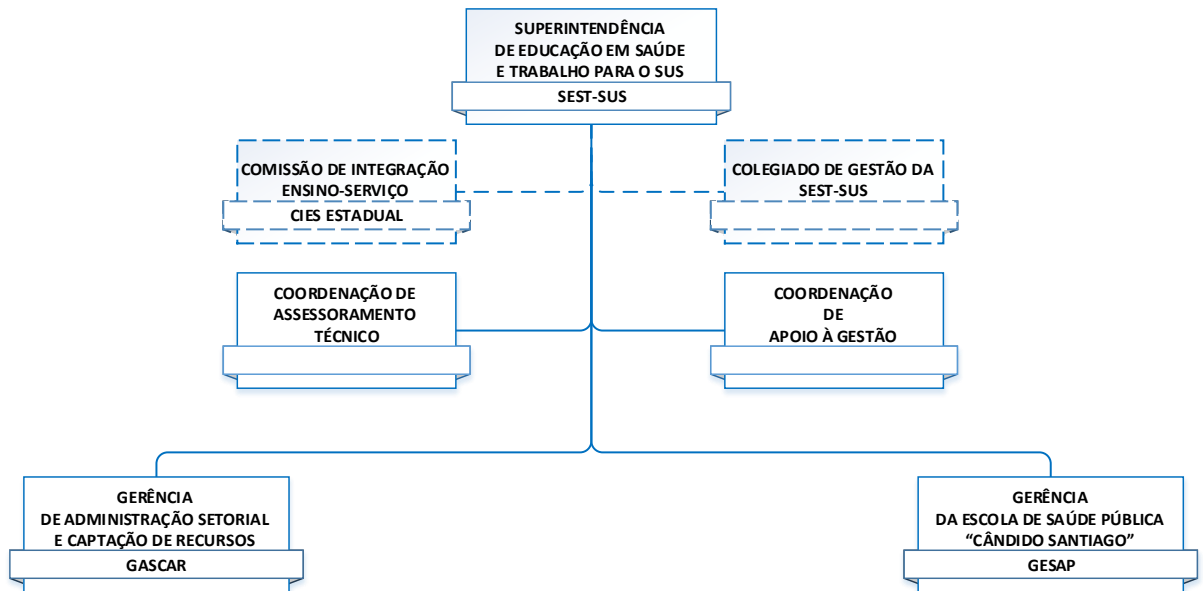 SUPERINTENDÊNCIA
DE EDUCAÇÃO EM SAÚDE
E TRABALHO PARA O SUS
SEST-SUS
COMISSÃO DE INTEGRAÇÃO
ENSINO-SERVIÇO
CIES ESTADUAL
COLEGIADO DE GESTÃO DA
SEST-SUS
COORDENAÇÃO DE
ASSESSORAMENTO
TÉCNICO
COORDENAÇÃO
DE
APOIO À GESTÃO
GERÊNCIA
DE ADMINISTRAÇÃO SETORIAL
E CAPTAÇÃO DE RECURSOS
GASCAR
GERÊNCIA
DA ESCOLA DE SAÚDE PÚBLICA
“CÂNDIDO SANTIAGO”
GESAP